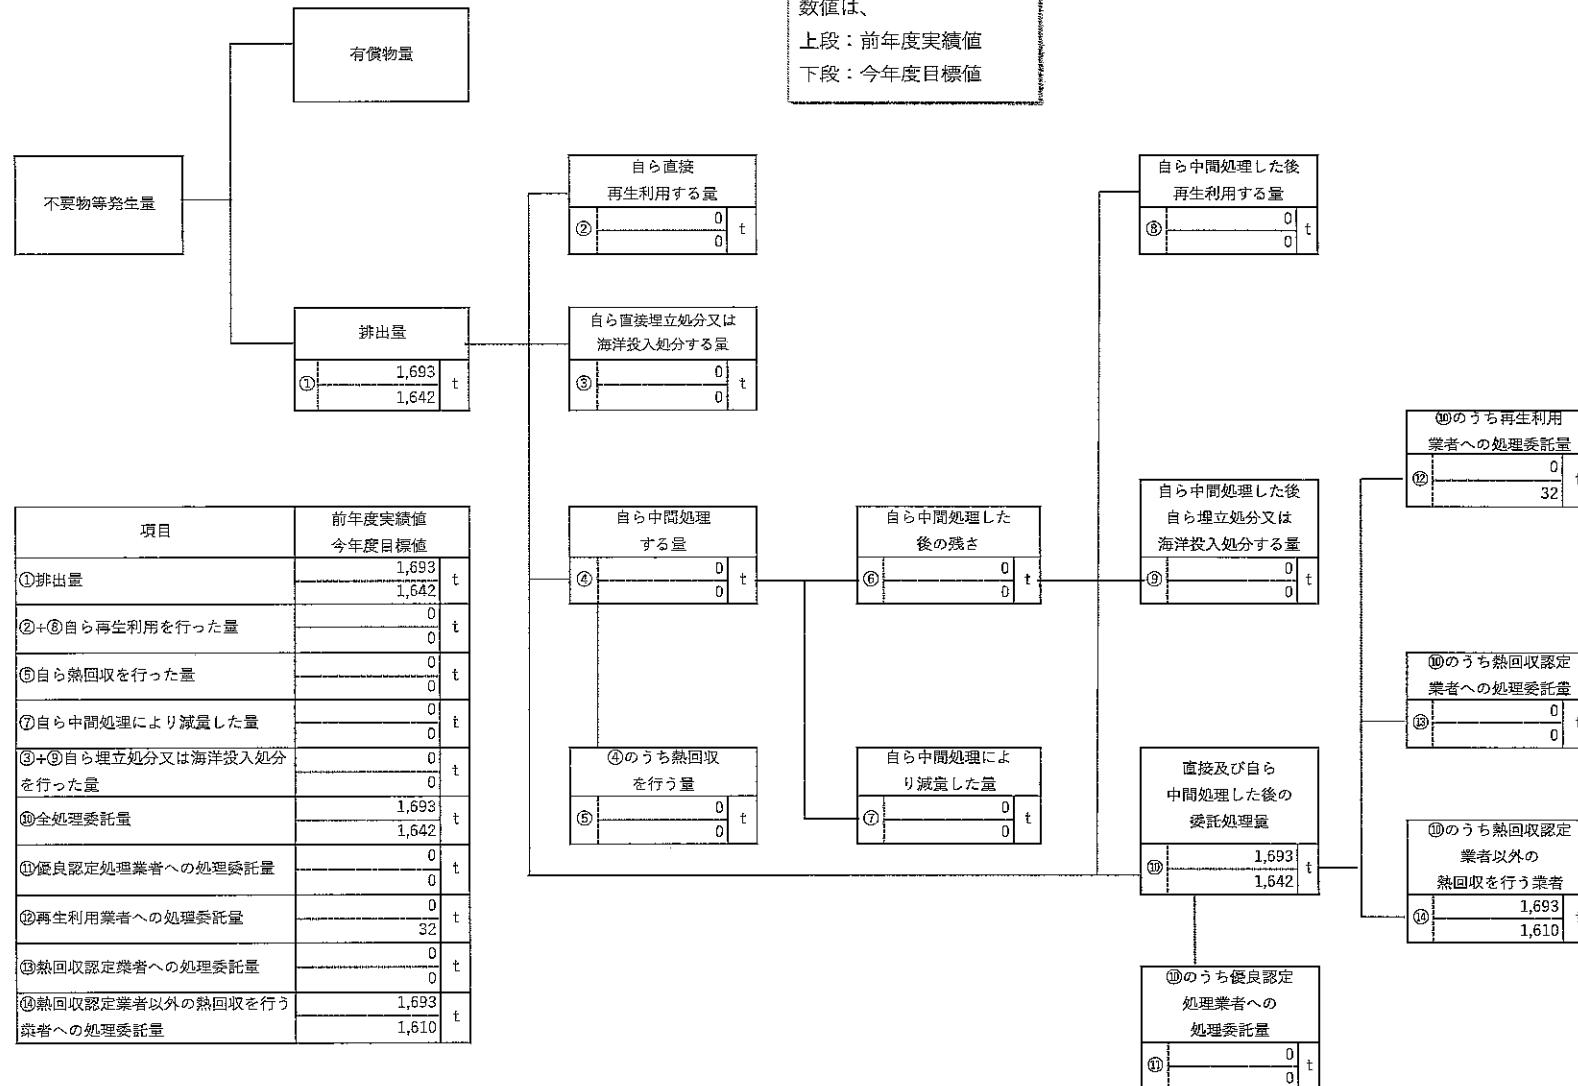 数値は、
上段：前年度実績値
下段：今年度目標値
有償物量
不要物等発生量
排出量
①
1,693
1,642
t
自ら直接
再生利用する量
②
0
0
t
自ら直接埋立処分又は
海洋投入処分する量
③
0
0
t
自ら中間処理した後
再生利用する量
⑧
0
0
t
自ら中間処理
する量
④
0
0
t
自ら中間処理した
後の残さ
⑥
0
0
t
自ら中間処理した後
自ら埋立処分又は
海洋投入処分する量
⑨
0
0
t
④のうち熱回収
を行う量
⑤
0
0
t
自ら中間処理によ
り減量した量
⑦
0
0
t
直接及び自ら
中間処理した後の
委託処理量
⑩
1,693
1,642
t
⑩のうち優良認定
処理業者への
処理委託量
⑪
0
0
t
⑩のうち再生利用
業者への処理委託量
⑫
0
32
⑩のうち熱回収認定
業者への処理委託量
⑬
0
0
⑩のうち熱回収認定
業者以外の
熱回収を行う業者
⑭
1,693
1,610
項目
前年度実績値
今年度目標値
①排出量
1,693
1,642
t
②+⑧自ら再生利用を行った量
0
0
t
⑤自ら熱回収を行った量
0
0
t
⑦自ら中間処理により減量した量
0
0
t
③+⑨自ら埋立処分又は海洋投入処分
を行った量
0
0
t
⑩全処理委託量
1,693
1,642
t
⑪優良認定処理業者への処理委託量
0
0
t
⑫再生利用業者への処理委託量
0
32
t
⑬熱回収認定業者への処理委託量
0
0
t
⑭熱回収認定業者以外の熱回収を行う
業者への処理委託量
1,693
1,610
t